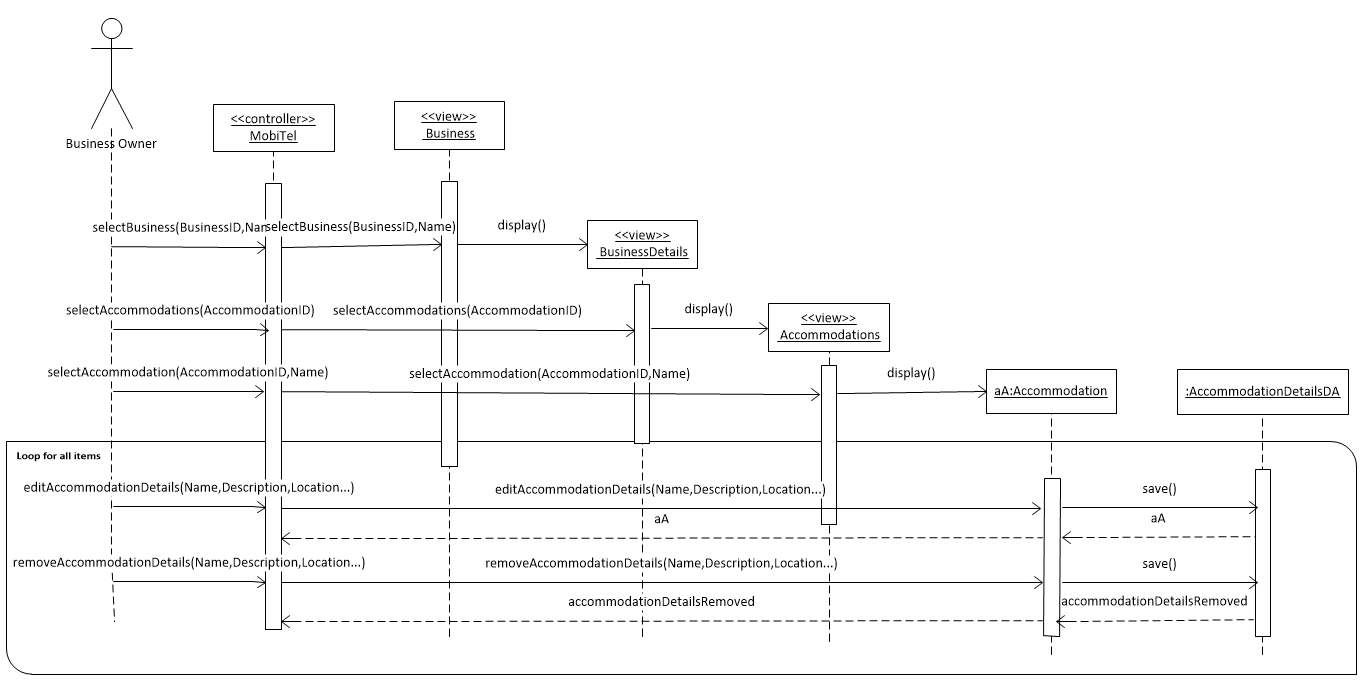 Business Owner
<<controller>>
MobiTel
<<view>>
Business
selectBusiness(BusinessID,Nam
selectBusiness(BusinessID,Name)
display()
<<view>>
BusinessDetails
selectAccommodations(AccommodationID)
selectAccommodations(AccommodationID)
display()
<<view>>
Accommodations
selectAccommodation(AccommodationID,Name)
selectAccommodation(AccommodationID,Name)
display()
aA:Accommodation
:AccommodationDetailsDA
Loop for all items
editAccommodationDetails(Name,Description,Location...)
editAccommodationDetails(Name,Description,Location...)
save()
aA
aA
removeAccommodationDetails(Name,Description,Location...)
removeAccommodationDetails(Name,Description,Location...)
save()
accommodationDetailsRemoved
accommodationDetailsRemoved